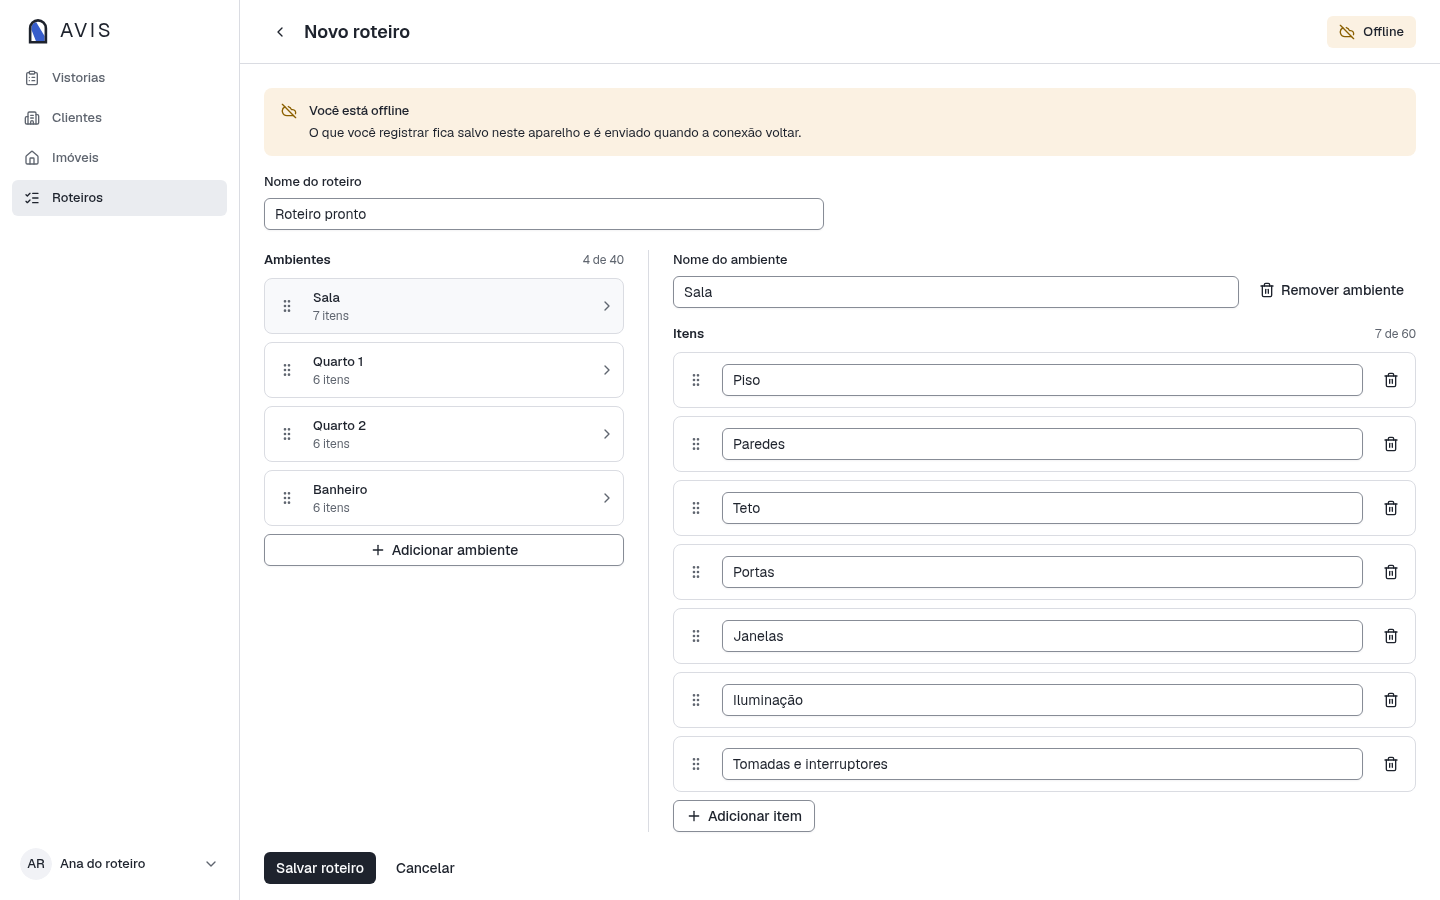 AVIS
Vistorias
Clientes
Imóveis
Roteiros
AR
Ana do roteiro
Novo roteiro
Offline
Você está offline
O que você registrar fica salvo neste aparelho e é enviado quando a conexão voltar.
Nome do roteiro
Roteiro pronto
Ambientes
4 de 40
Sala
7 itens
Quarto 1
6 itens
Quarto 2
6 itens
Banheiro
6 itens
Adicionar ambiente
Nome do ambiente
Sala
Remover ambiente
Itens
7 de 60
Piso
Paredes
Teto
Portas
Janelas
Iluminação
Tomadas e interruptores
Adicionar item
Salvar roteiro
Cancelar